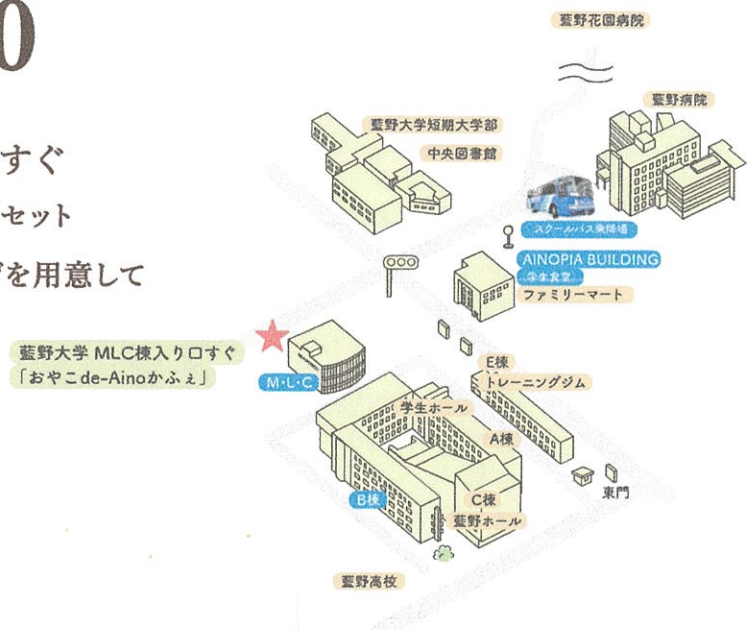 0
すぐ
セット
を用意して
藍野花園病院
藍野病院
藍野大学短期大学部
中央図書館
スクールバス乗降場
AINOPIA BUILDING
学生食堂
ファミリーマート
藍野大学 MLC棟入り口すぐ
「おやこde-Ainoかふぇ」
M・L・C
E棟
トレーニングジム
学生ホール
A棟
B棟
C棟
藍野ホール
東門
藍野高校